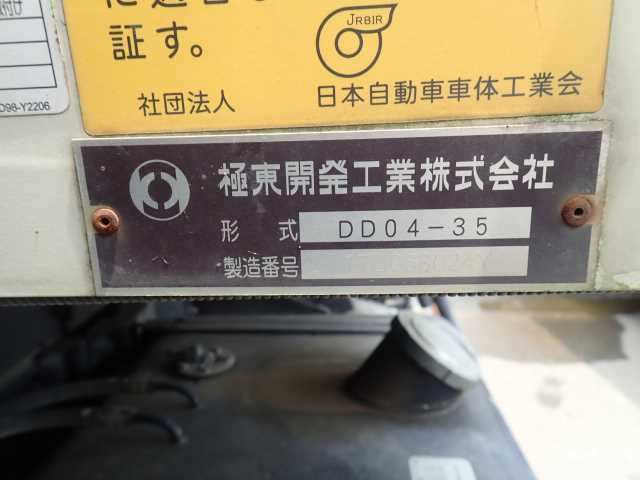 証す。
JRBIR
社団法人 日本自動車車体工業会
D98-Y2206
極東開発工業株式会社
形式 DD04-35
製造番号